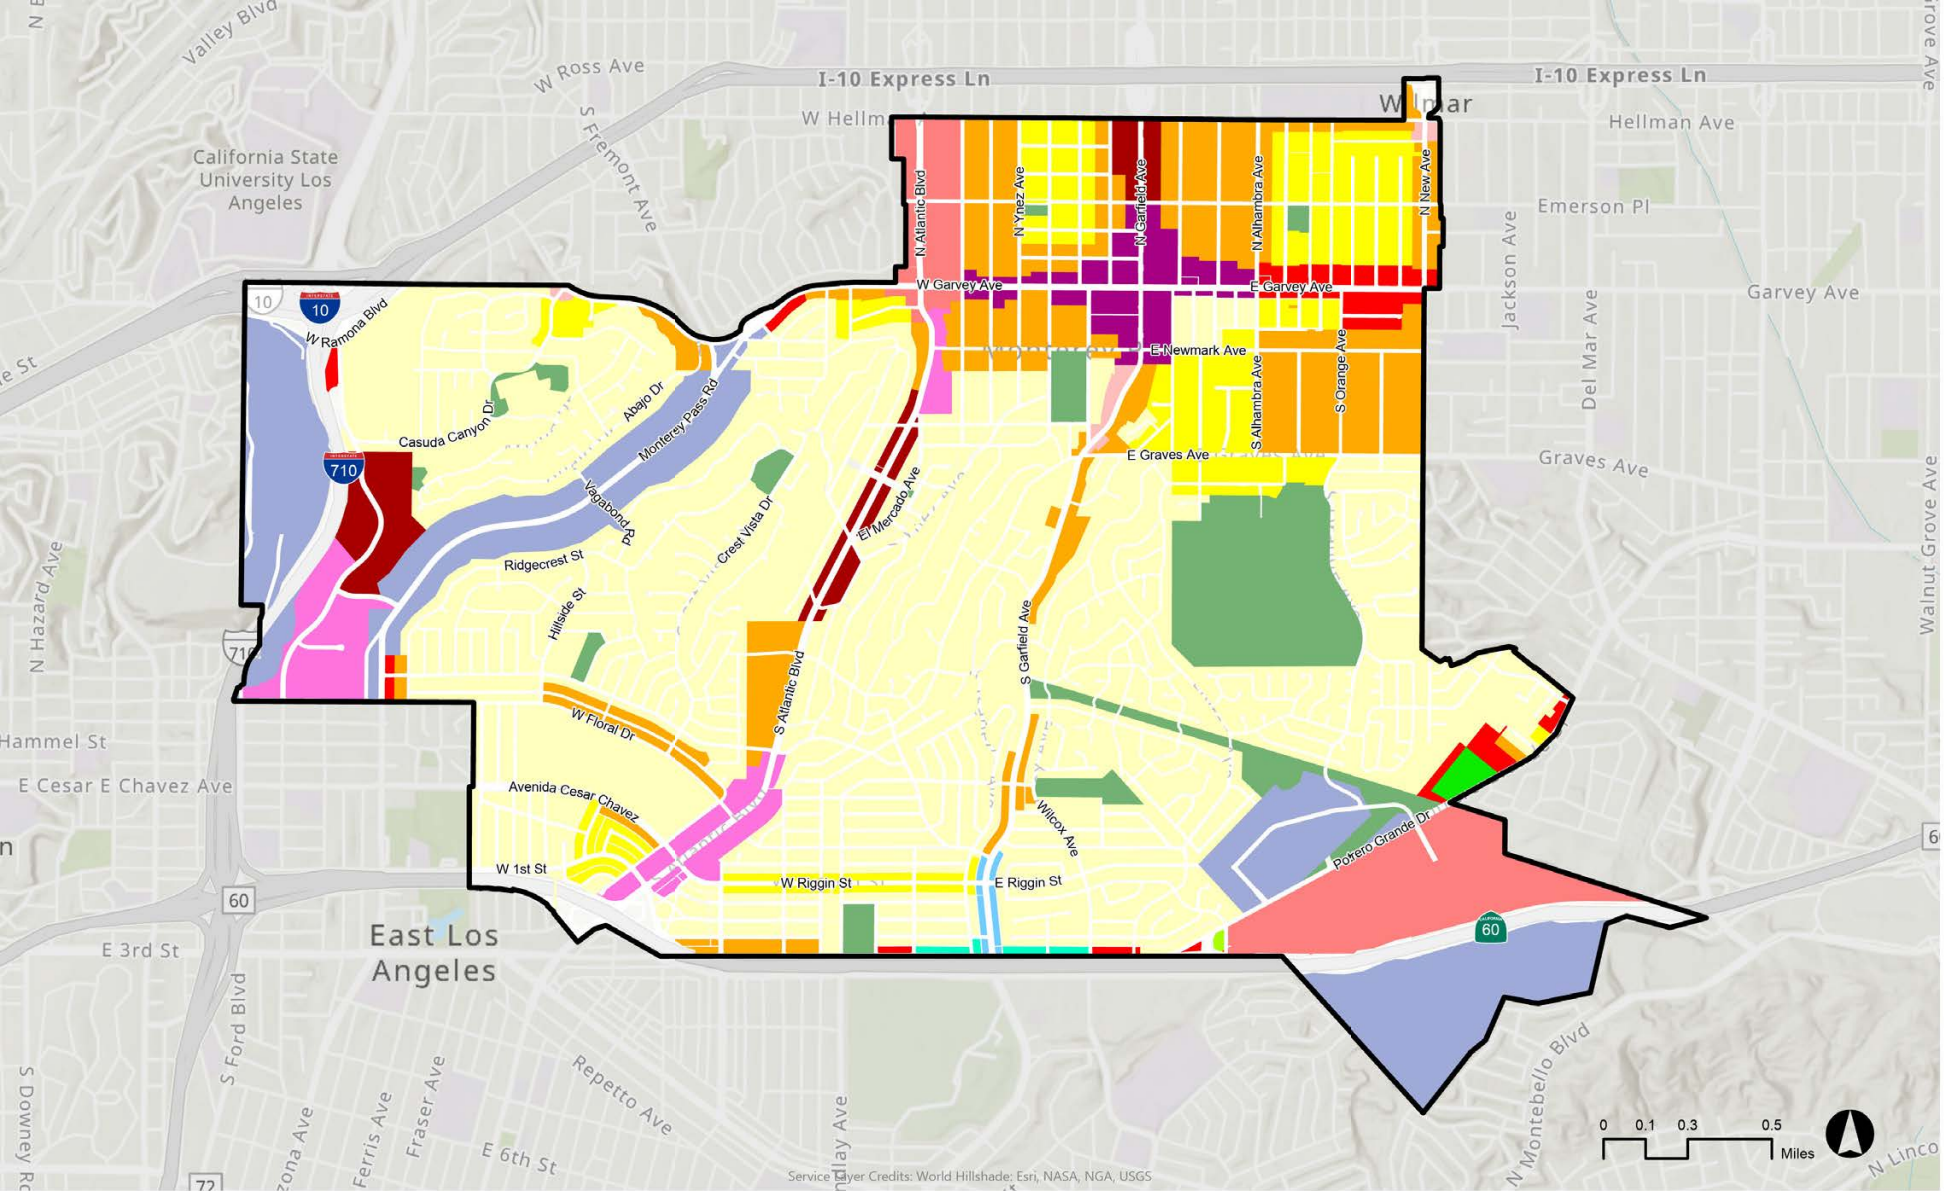 Valley Blvd
W Ross Ave
I-10 Express Ln
I-10 Express Ln
W Hellm
Hellman Ave
S Fremont Ave
California State
University Los
Angeles
Emerson Pl
Jackson Ave
N Atlantic Blvd
N Ynez Ave
N Garfield Ave
N Alhambra Ave
N New Ave
W Garvey Ave
E Garvey Ave
Garvey Ave
10
10
W Ramona Blvd
E Newmark Ave
Del Mar Ave
S Orange Ave
S Alhambra Ave
Abajo Dr
Monterey Pass Rd
Casuda Canyon Dr
E Graves Ave
Graves Ave
710
Vagabond Rd
Crest Vista Dr
El Mercado Ave
Ridgecrest St
Hillside St
N Hazard Ave
Walnut Grove Ave
710
S Garfield Ave
S Atlantic Blvd
W Floral Dr
Hammel St
E Cesar E Chavez Ave
Avenida Cesar Chavez
Wilcox Ave
Potrero Grande Dr
W 1st St
W Riggin St
E Riggin St
60
60
East Los
Angeles
E 3rd St
S Ford Blvd
Fraser Ave
Ferris Ave
Repetto Ave
E 6th St
N Montebello Blvd
72
0 0.1 0.3 0.5
Miles
Service Layer Credits: World Hillshade: Esri, NASA, NGA, USGS